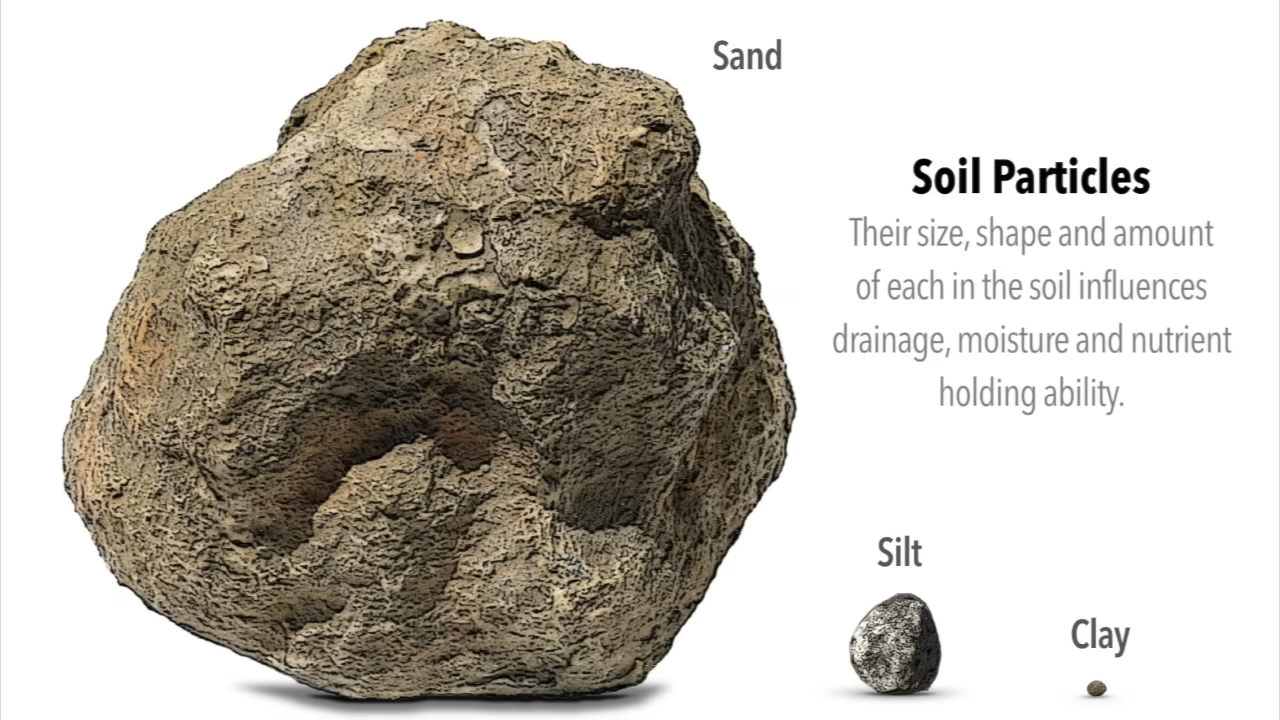 Sand
Soil Particles
Their size, shape and amount
of each in the soil influences
drainage, moisture and nutrient
holding ability.
Silt
Clay